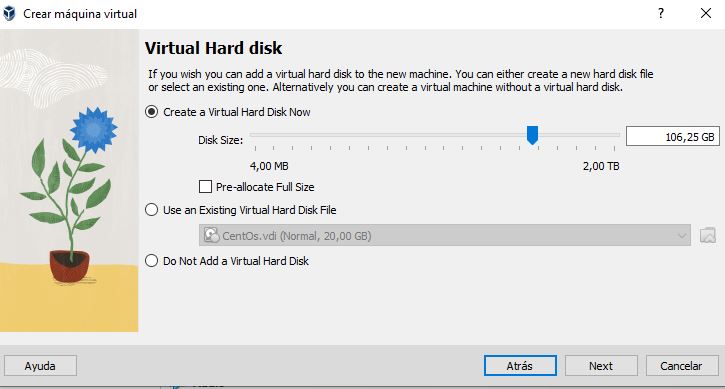 Crear máquina virtual
Virtual Hard disk
If you wish you can add a virtual hard disk to the new machine. You can either create a new hard disk file
or select an existing one. Alternatively you can create a virtual machine without a virtual hard disk.
Create a Virtual Hard Disk Now
Disk Size:
106,25 GB
4,00 MB
2,00 TB
Pre-allocate Full Size
Use an Existing Virtual Hard Disk File
CentOs.vdi (Normal, 20,00 GB)
Do Not Add a Virtual Hard Disk
Ayuda
Atrás
Next
Cancelar